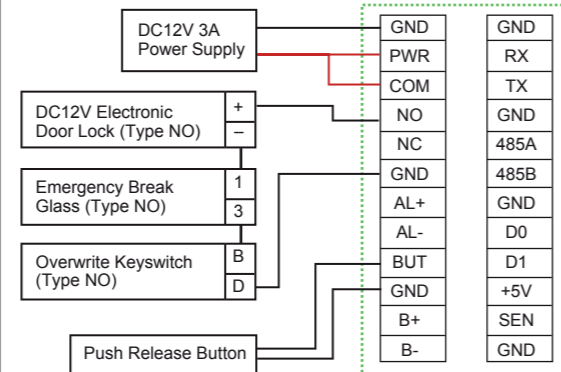 DC12V 3A
Power Supply
DC12V Electronic
Door Lock (Type NO)
+
–
Emergency Break
Glass (Type NO)
1
3
Overwrite Keyswitch
(Type NO)
B
D
Push Release Button
GND
PWR
COM
NO
NC
GND
AL+
AL-
BUT
GND
B+
B-
GND
RX
TX
GND
485A
485B
GND
D0
D1
+5V
SEN
GND